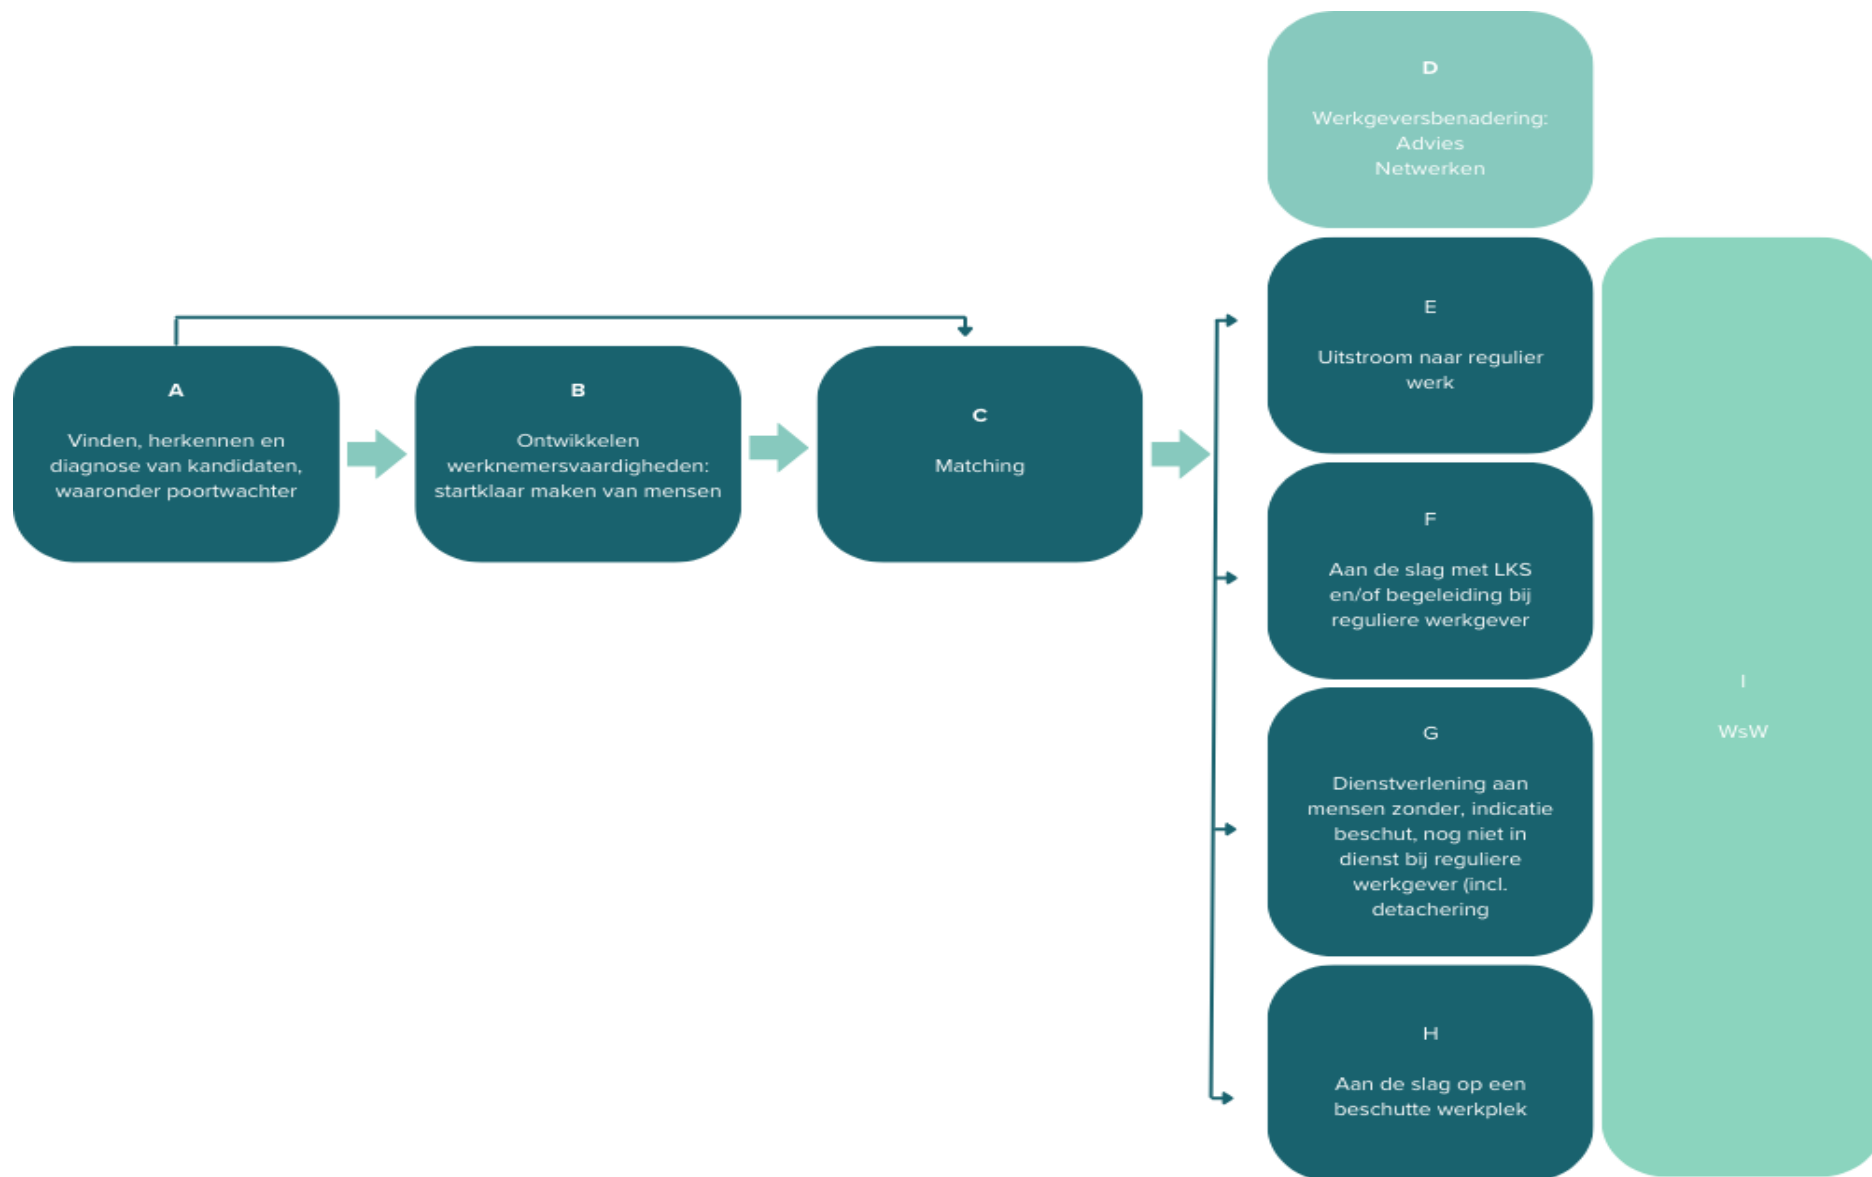 A
Vinden, herkennen en
diagnose van kandidaten,
waaronder poortwachter
B
Ontwikkelen
werknemersvaardigheden:
startklaar maken van mensen
C
Matching
D
Werkgeversbenadering:
Advies
Netwerken
E
Uitstroom naar regulier
werk
F
Aan de slag met LKS
en/of begeleiding bij
reguliere werkgever
G
Dienstverlening aan
mensen zonder, indicatie
beschut, nog niet in
dienst bij reguliere
werkgever (incl.
detachering
H
Aan de slag op een
beschutte werkplek
I
WsW